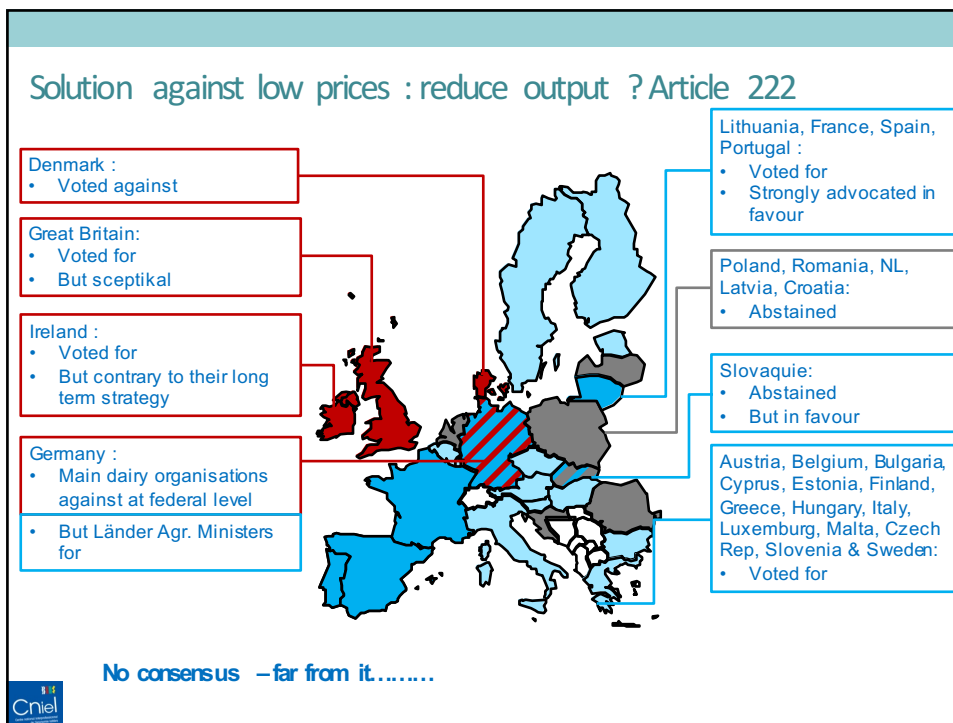 Solution against low prices : reduce output ? Article 222
Denmark :
• Voted against
Great Britain:
• Voted for
• But sceptikal
Ireland :
• Voted for
• But contrary to their long
term strategy
Germany :
• Main dairy organisations
against at federal level
• But Länder Agr. Ministers
for
Lithuania, France, Spain,
Portugal :
• Voted for
• Strongly advocated in
favour
Poland, Romania, NL,
Latvia, Croatia:
• Abstained
Slovaquie:
• Abstained
• But in favour
Austria, Belgium, Bulgaria,
Cyprus, Estonia, Finland,
Greece, Hungary, Italy,
Luxemburg, Malta, Czech
Rep, Slovenia & Sweden:
• Voted for
No consensus – far from it………
Cniel